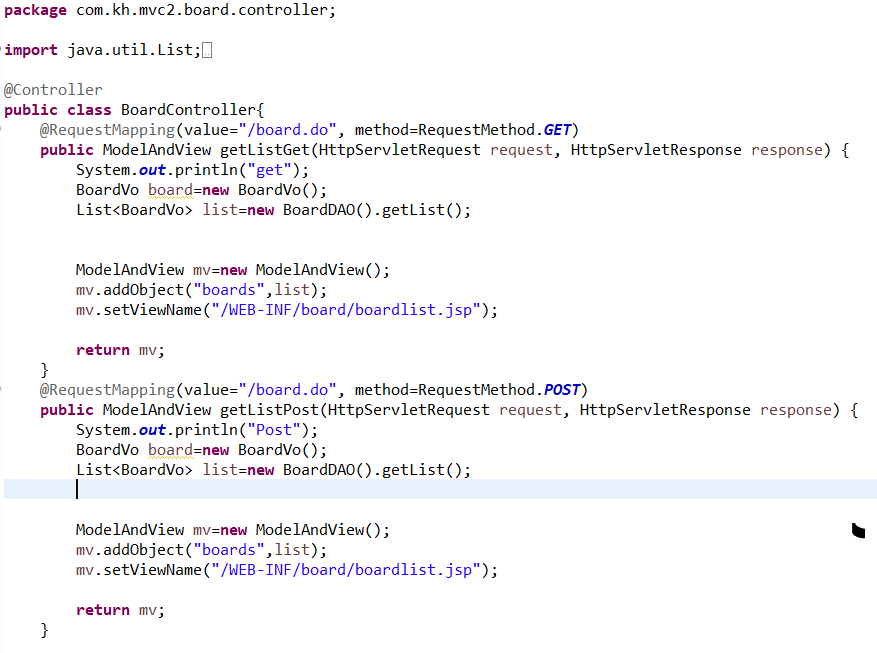 package com.kh.mvc2.board.controller;
import java.util.List;
@Controller
public class BoardController{
@RequestMapping(value="/board.do", method=RequestMethod.GET)
public ModelAndView getListGet(HttpServletRequest request, HttpServletResponse response) {
System.out.println("get");
BoardVo board=new BoardVo();
List<BoardVo> list=new BoardDAO().getList();
ModelAndView mv=new ModelAndView();
mv.addObject("boards",list);
mv.setViewName("/WEB-INF/board/boardlist.jsp");
return mv;
}
@RequestMapping(value="/board.do", method=RequestMethod.POST)
public ModelAndView getListPost(HttpServletRequest request, HttpServletResponse response) {
System.out.println("Post");
BoardVo board=new BoardVo();
List<BoardVo> list=new BoardDAO().getList();
ModelAndView mv=new ModelAndView();
mv.addObject("boards",list);
mv.setViewName("/WEB-INF/board/boardlist.jsp");
return mv;
}